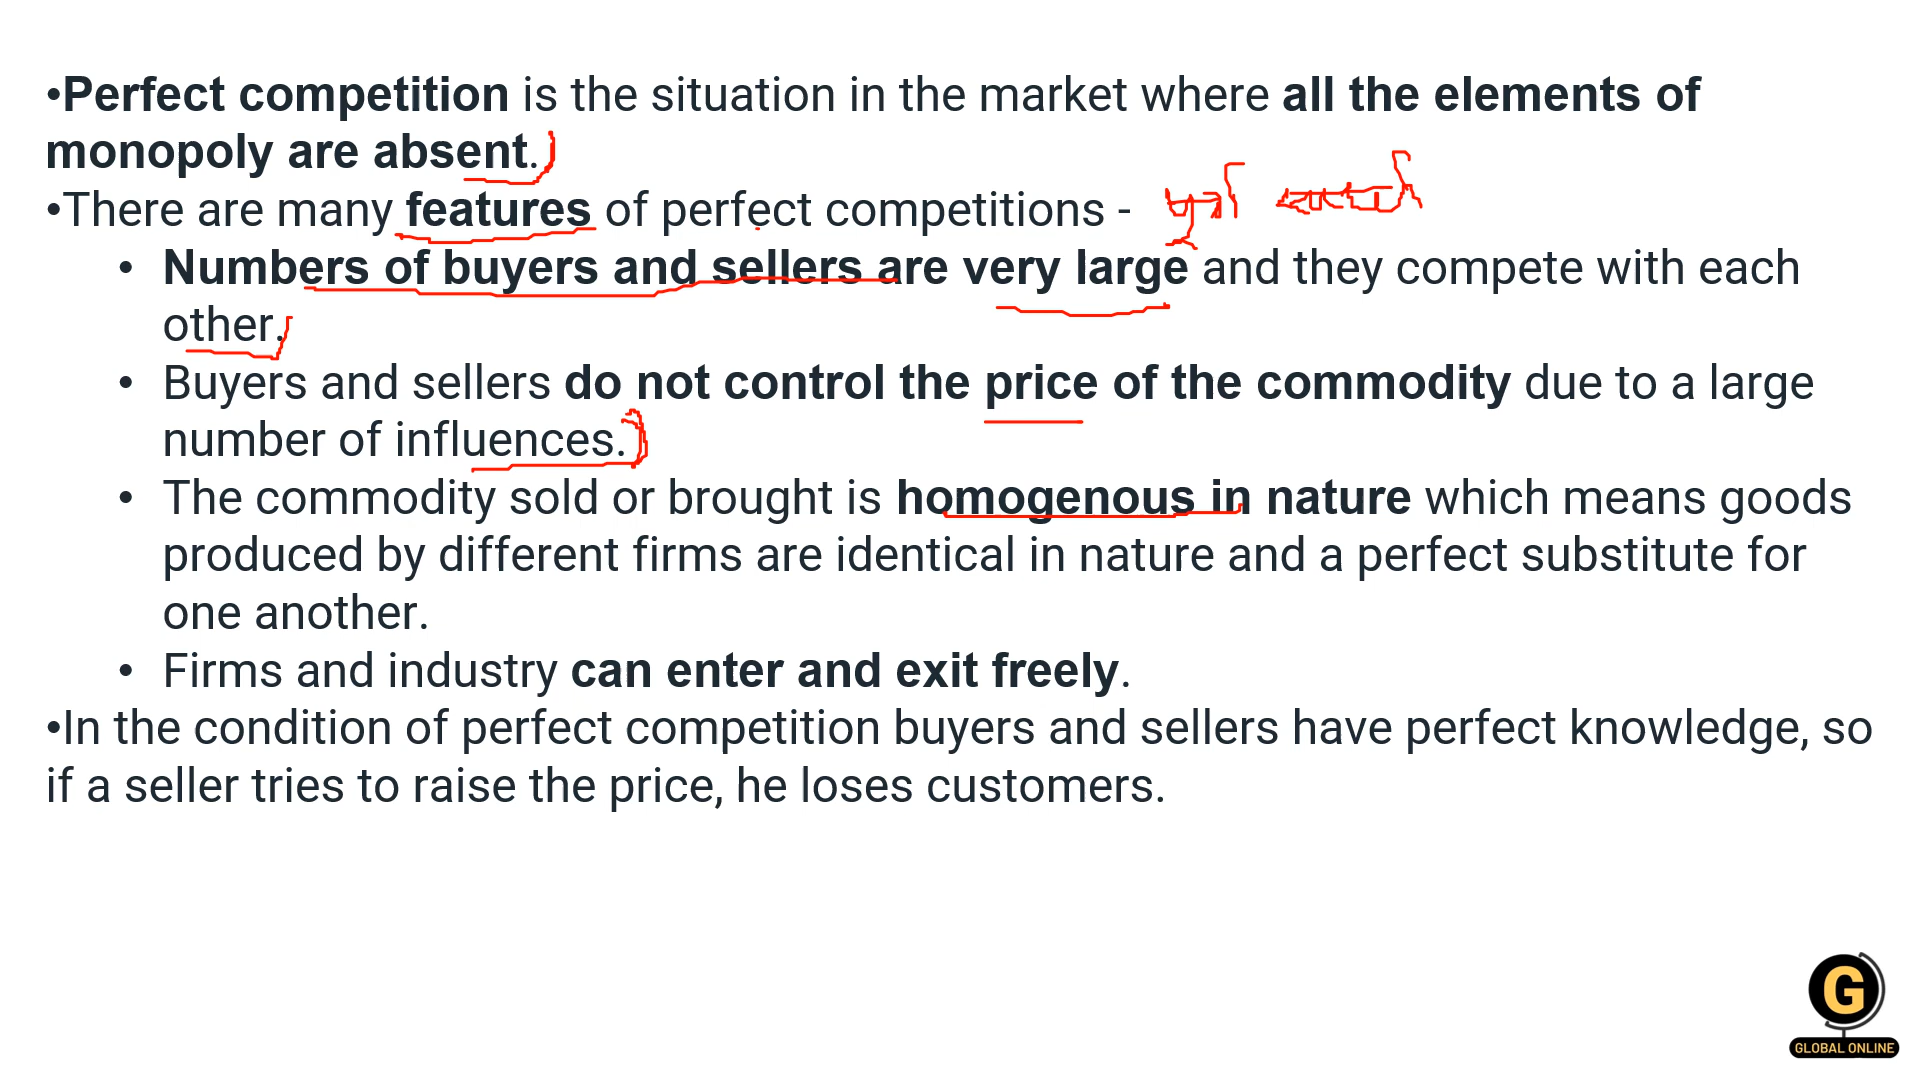 •Perfect competition is the situation in the market where all the elements of
monopoly are absent.
•There are many features of perfect competitions -
• Numbers of buyers and sellers are very large and they compete with each
other.
• Buyers and sellers do not control the price of the commodity due to a large
number of influences.
• The commodity sold or brought is homogenous in nature which means goods
produced by different firms are identical in nature and a perfect substitute for
one another.
• Firms and industry can enter and exit freely.
•In the condition of perfect competition buyers and sellers have perfect knowledge, so
if a seller tries to raise the price, he loses customers.
G
GLOBAL ONLINE